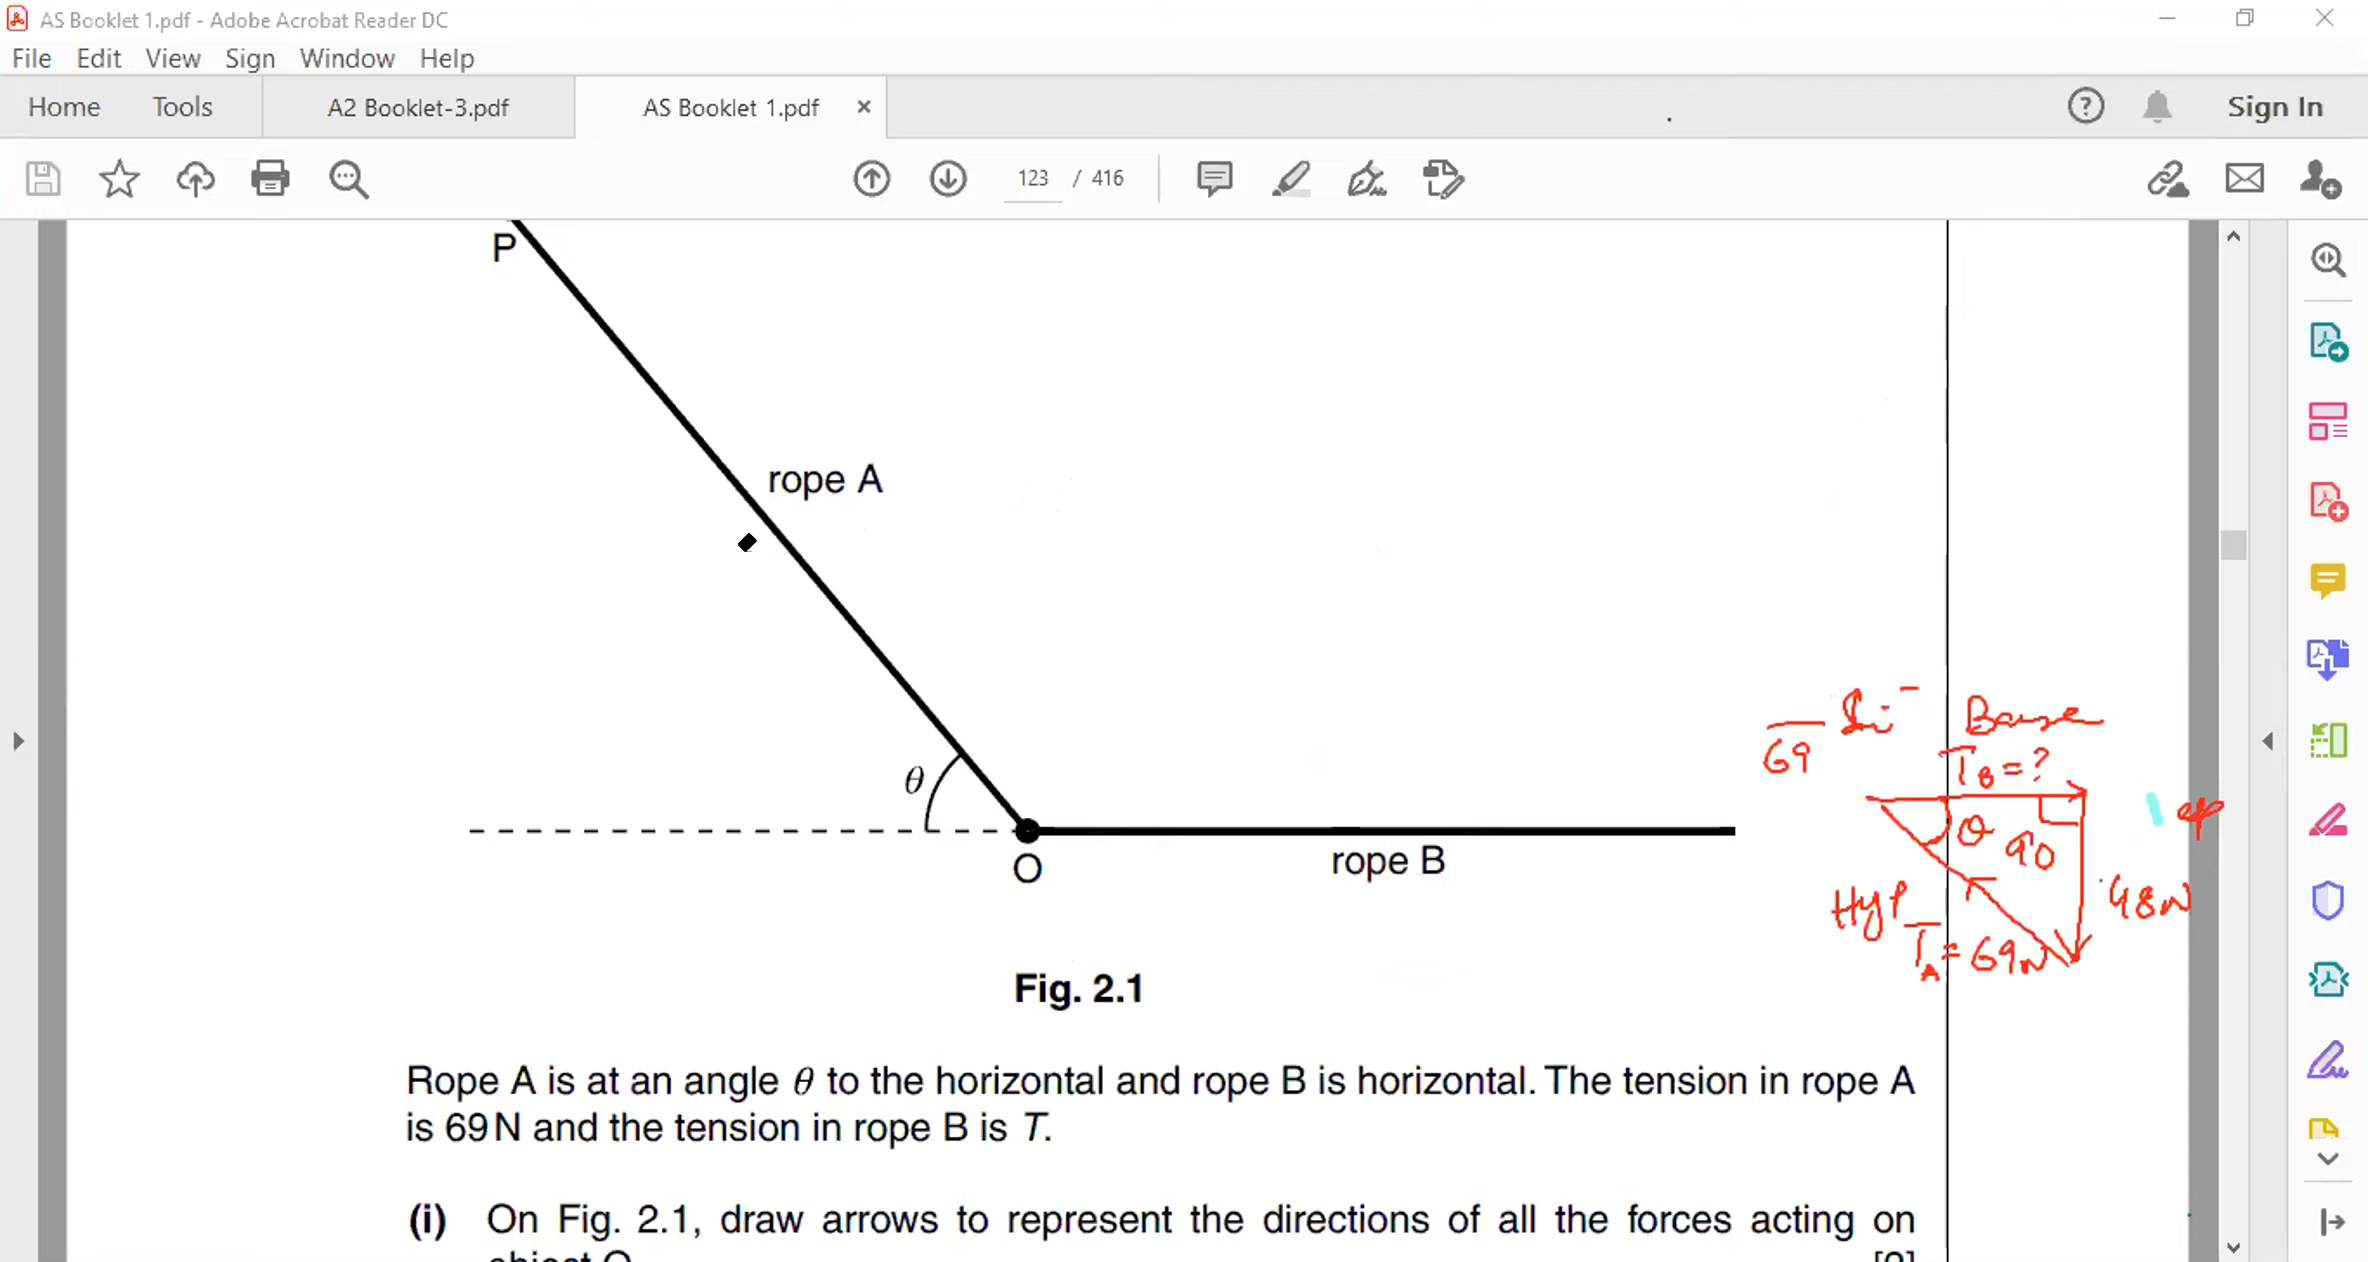 AS Booklet 1.pdf - Adobe Acrobat Reader DC
File Edit View Sign Window Help
Home Tools A2 Booklet-3.pdf AS Booklet 1.pdf × Sign In
123 / 416
P
rope A
θ
O
rope B
69
Base
T_B = ?
θ
90
Hyp
48N
T_A = 69N
Fig. 2.1
Rope A is at an angle θ to the horizontal and rope B is horizontal. The tension in rope A
is 69 N and the tension in rope B is T.
(i) On Fig. 2.1, draw arrows to represent the directions of all the forces acting on